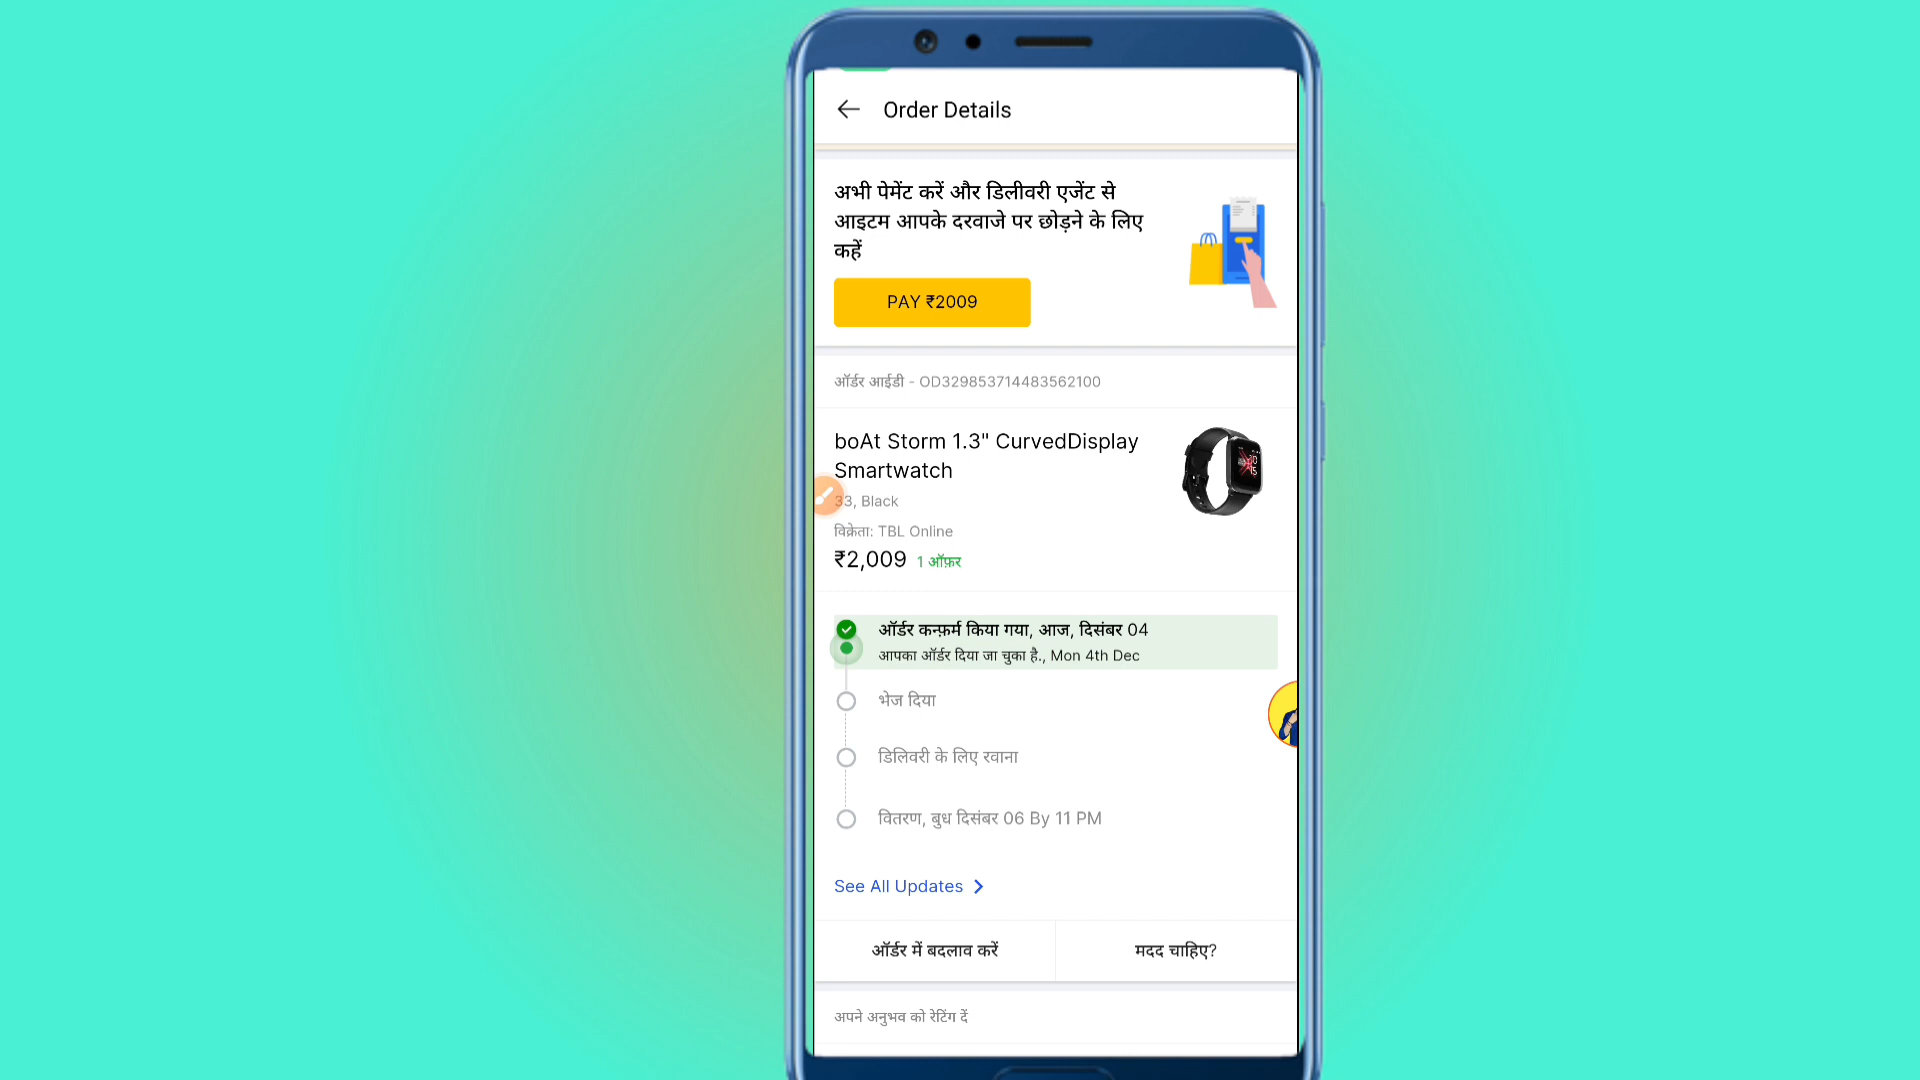 Order Details
अभी पेमेंट करें और डिलीवरी एजेंट से
आइटम आपके दरवाजे पर छोड़ने के लिए
कहें
PAY ₹2009
ऑर्डर आईडी - OD329853714483562100
boAt Storm 1.3" CurvedDisplay
Smartwatch
33, Black
विक्रेता: TBL Online
₹2,009 1 ऑफ़र
ऑर्डर कन्फ़र्म किया गया, आज, दिसंबर 04
आपका ऑर्डर दिया जा चुका है., Mon 4th Dec
भेज दिया
डिलिवरी के लिए रवाना
वितरण, बुध दिसंबर 06 By 11 PM
See All Updates
ऑर्डर में बदलाव करें
मदद चाहिए?
अपने अनुभव को रेटिंग दें